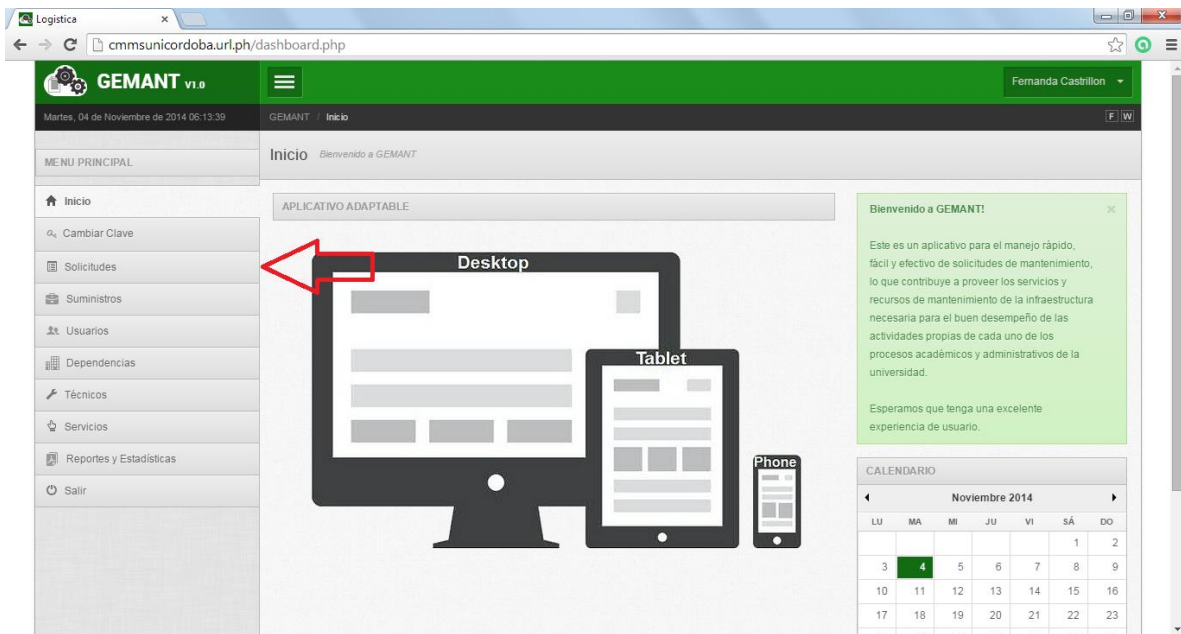 Logistica
cmmsunicordoba.url.ph/dashboard.php
GEMANT V1.0
Fernanda Castrillon
Martes, 04 de Noviembre de 2014 06:13:39
GEMANT / Inicio
F W
MENU PRINCIPAL
Inicio
Cambiar Clave
Solicitudes
Suministros
Usuarios
Dependencias
Técnicos
Servicios
Reportes y Estadísticas
Salir
Inicio Bienvenido a GEMANT
APLICATIVO ADAPTABLE
Desktop
Tablet
Phone
Bienvenido a GEMANT!
Este es un aplicativo para el manejo rápido,
fácil y efectivo de solicitudes de mantenimiento,
lo que contribuye a proveer los servicios y
recursos de mantenimiento de la infraestructura
necesaria para el buen desempeño de las
actividades propias de cada uno de los
procesos académicos y administrativos de la
universidad.
Esperamos que tenga una excelente
experiencia de usuario.
CALENDARIO
Noviembre 2014
LU MA MI JU VI SÁ DO
1 2
3 4 5 6 7 8 9
10 11 12 13 14 15 16
17 18 19 20 21 22 23